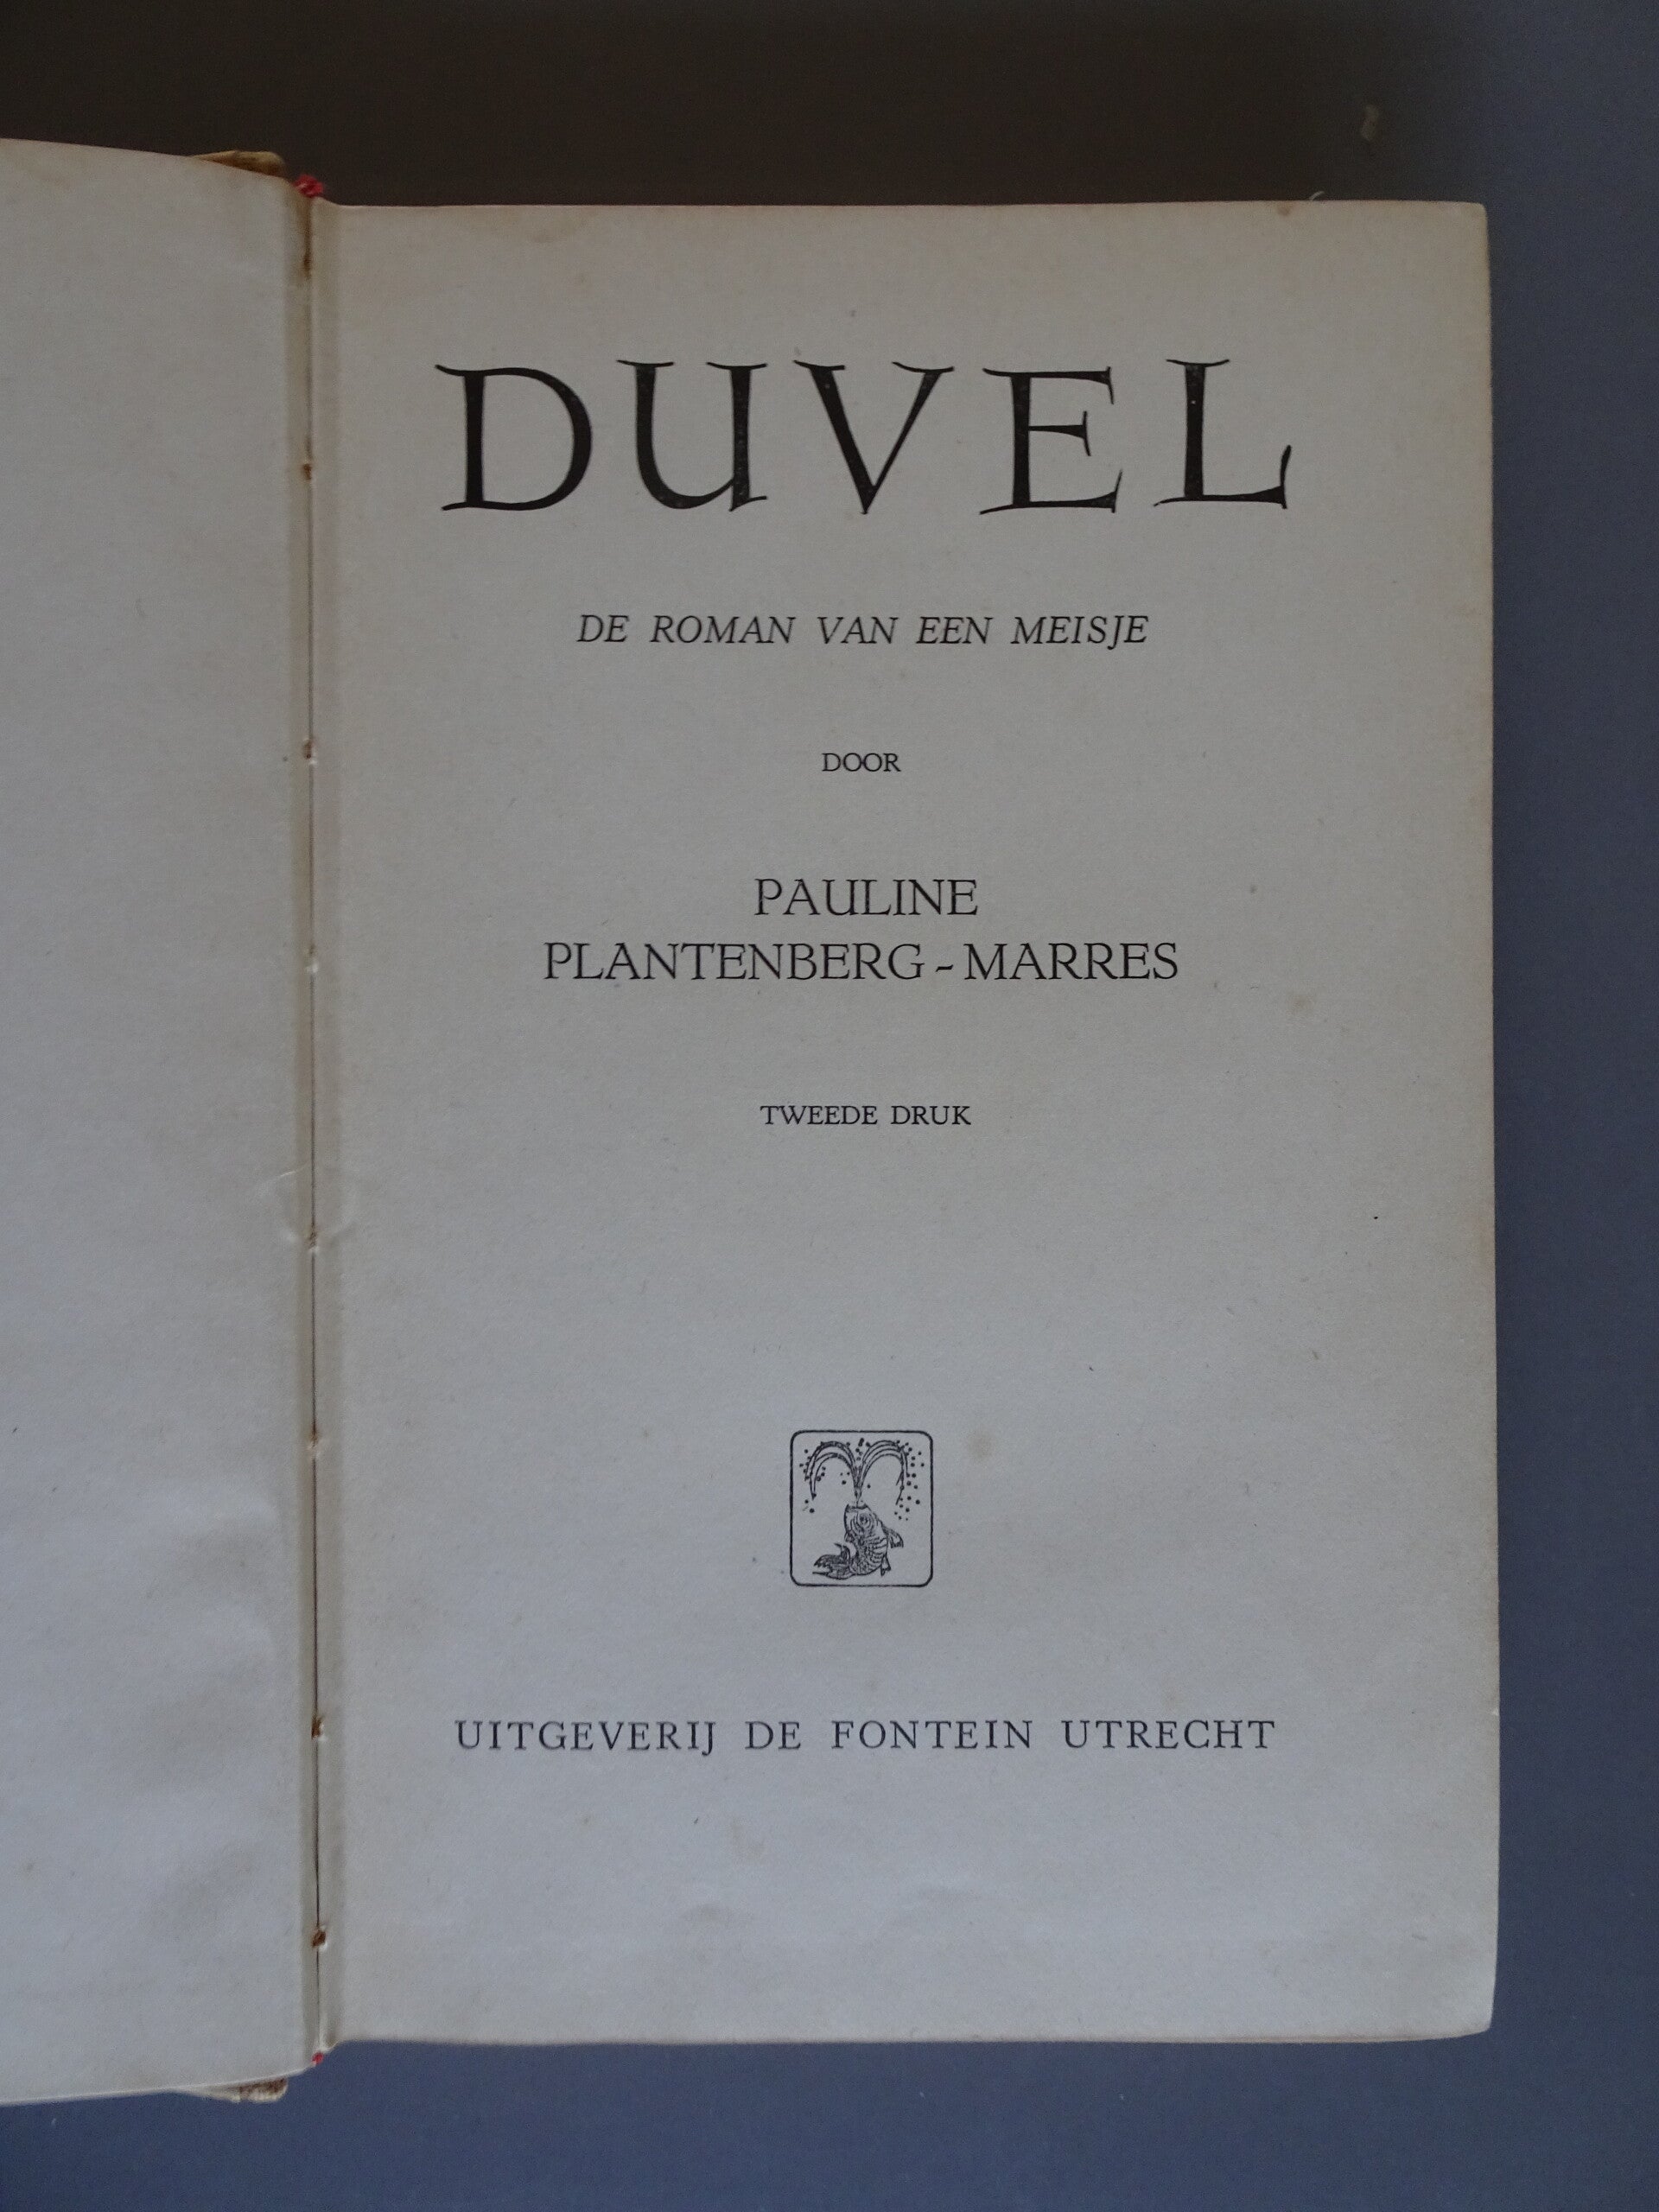 DUVEL
DE ROMAN VAN EEN MEISJE
DOOR
PAULINE
PLANTENBERG-MARRES
TWEEDE DRUK
UITGEVERIJ DE FONTEIN UTRECHT